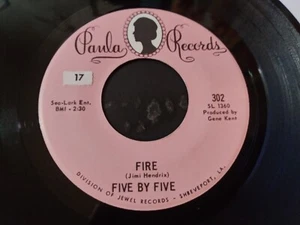 Paula Records
17
Sea-Lark Ent.
BMI - 2:30
302
SL 1360
Produced by
Gene Kent
FIRE
(Jimi Hendrix)
FIVE BY FIVE
DIVISION OF JEWEL RECORDS - SHREVEPORT, LA.